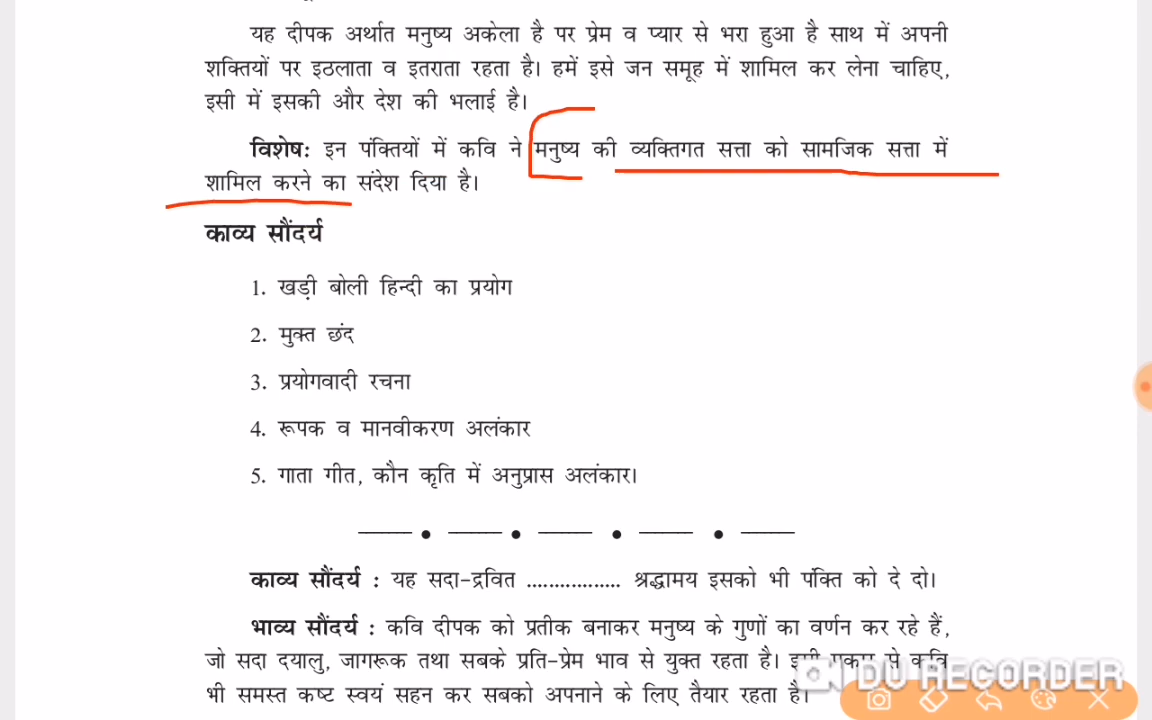 यह दीपक अर्थात मनुष्य अकेला है पर प्रेम व प्यार से भरा हुआ है साथ में अपनी
शक्तियों पर इठलाता व इतराता रहता है। हमें इसे जन समूह में शामिल कर लेना चाहिए,
इसी में इसकी और देश की भलाई है।
विशेष: इन पंक्तियों में कवि ने मनुष्य की व्यक्तिगत सत्ता को सामजिक सत्ता में
शामिल करने का संदेश दिया है।
काव्य सौंदर्य
1. खड़ी बोली हिन्दी का प्रयोग
2. मुक्त छंद
3. प्रयोगवादी रचना
4. रूपक व मानवीकरण अलंकार
5. गाता गीत, कौन कृति में अनुप्रास अलंकार।
काव्य सौंदर्य : यह सदा-द्रवित ................. श्रद्धामय इसको भी पंक्ति को दे दो।
भाव्य सौंदर्य : कवि दीपक को प्रतीक बनाकर मनुष्य के गुणों का वर्णन कर रहे हैं,
जो सदा दयालु, जागरूक तथा सबके प्रति-प्रेम भाव से युक्त रहता है। से कवि
भी समस्त कष्ट स्वयं सहन कर सबको अपनाने के लिए तैयार रहता है।
DU RECORDER